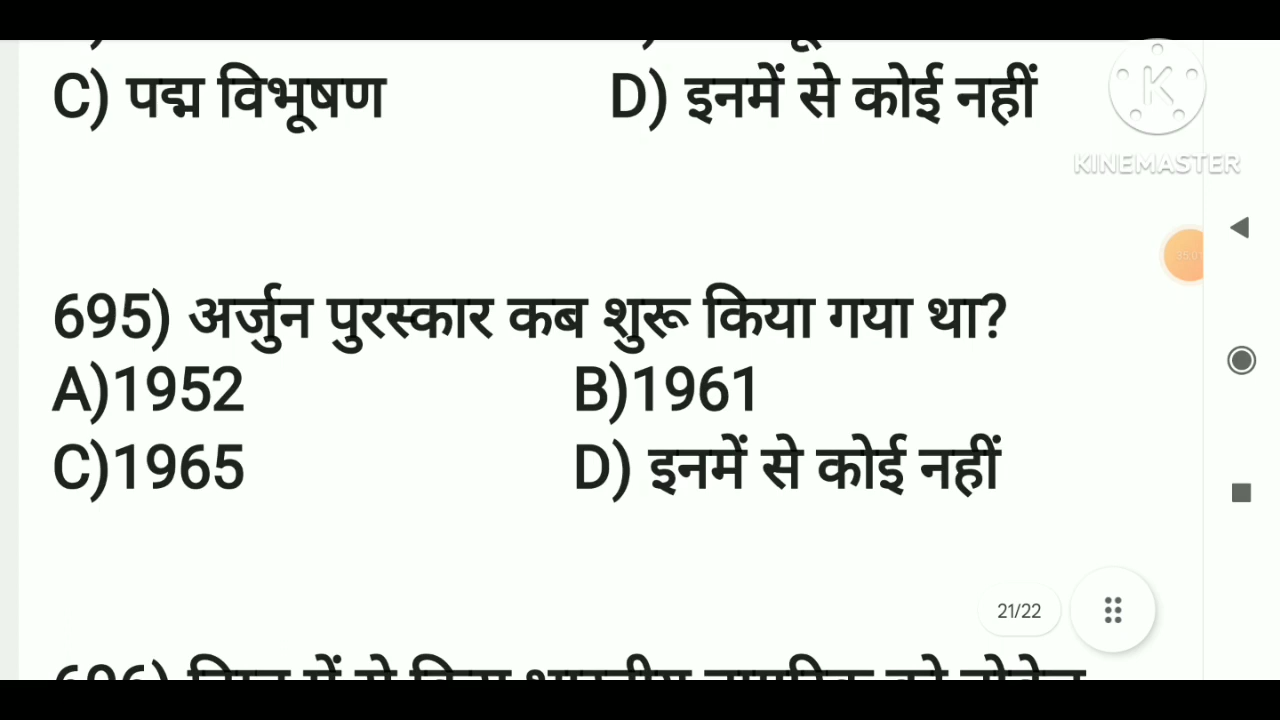 C) पद्म विभूषण D) इनमें से कोई नहीं
KINEMASTER
695) अर्जुन पुरस्कार कब शुरू किया गया था?
A)1952 B)1961
C)1965 D) इनमें से कोई नहीं
21/22